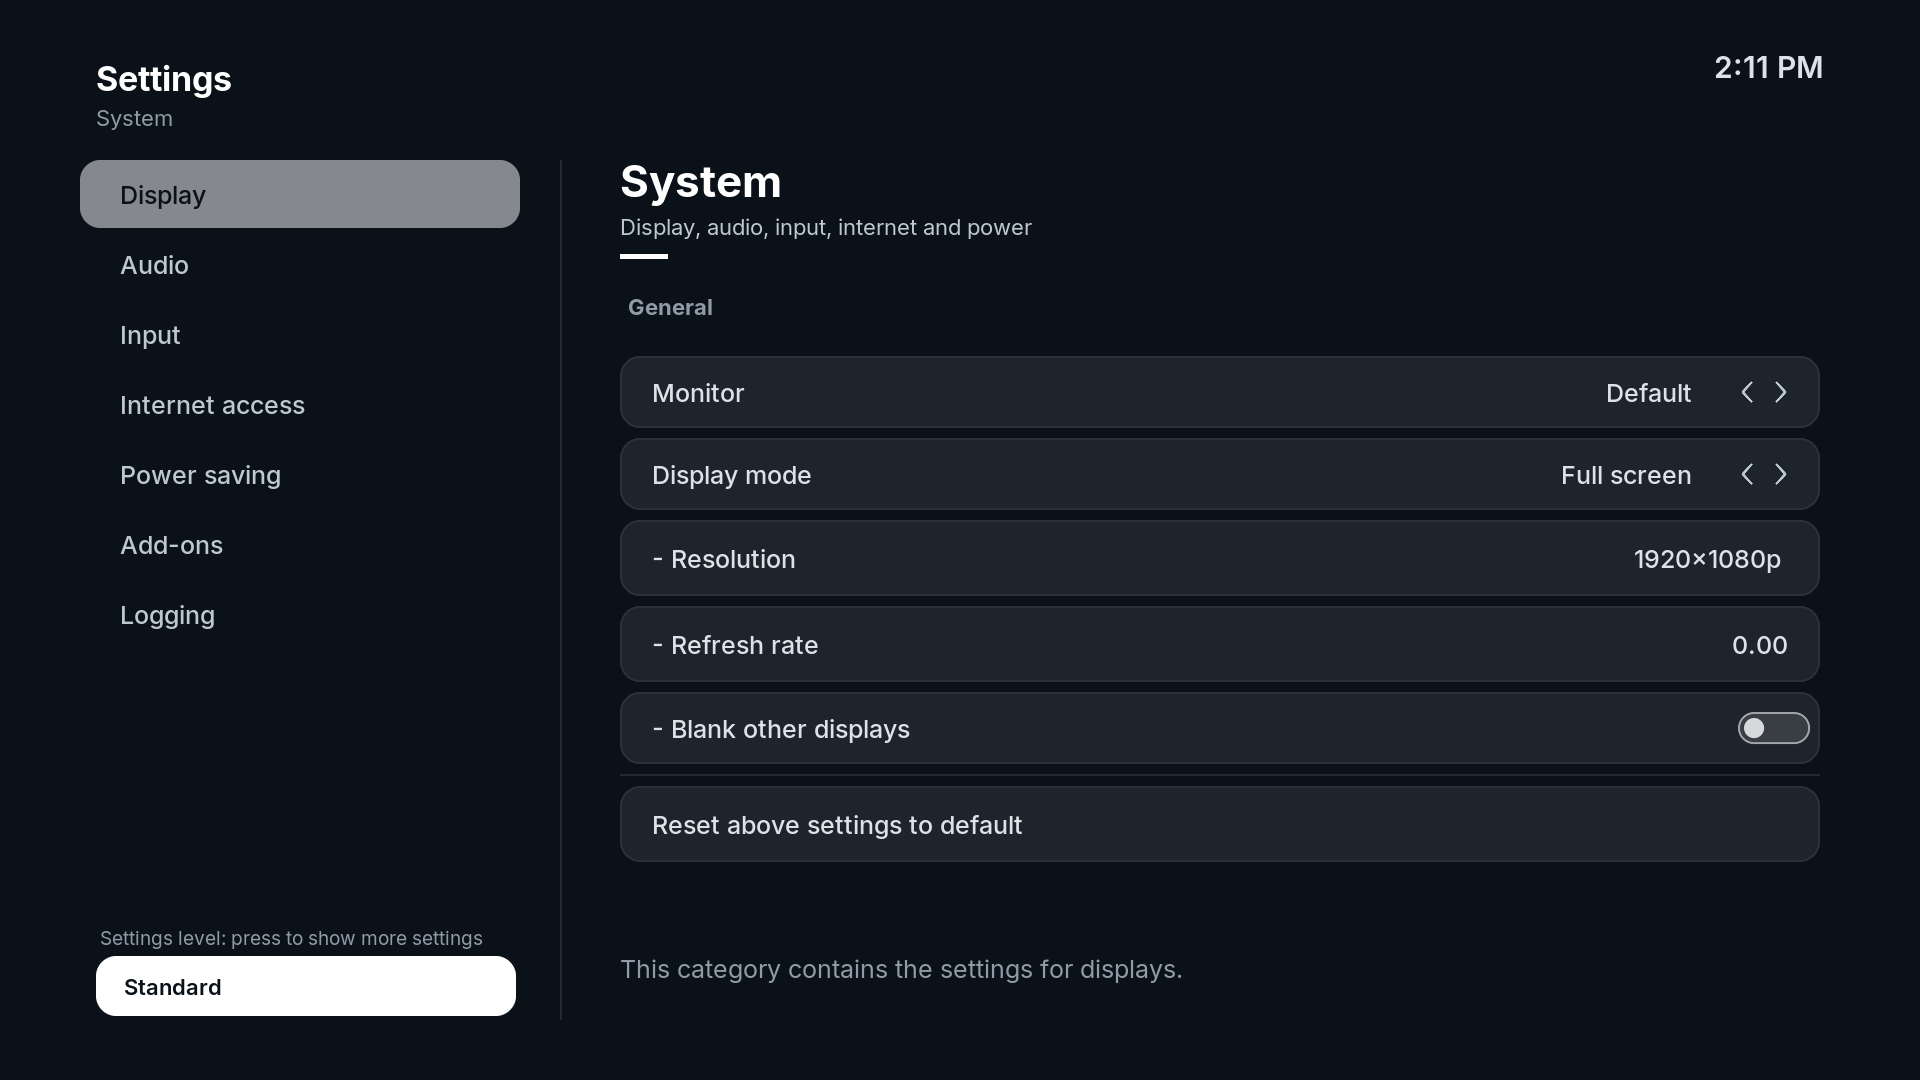 Settings
System
2:11 PM
Display
Audio
Input
Internet access
Power saving
Add-ons
Logging
Settings level: press to show more settings
Standard
System
Display, audio, input, internet and power
General
Monitor Default
Display mode Full screen
- Resolution 1920×1080p
- Refresh rate 0.00
- Blank other displays
Reset above settings to default
This category contains the settings for displays.